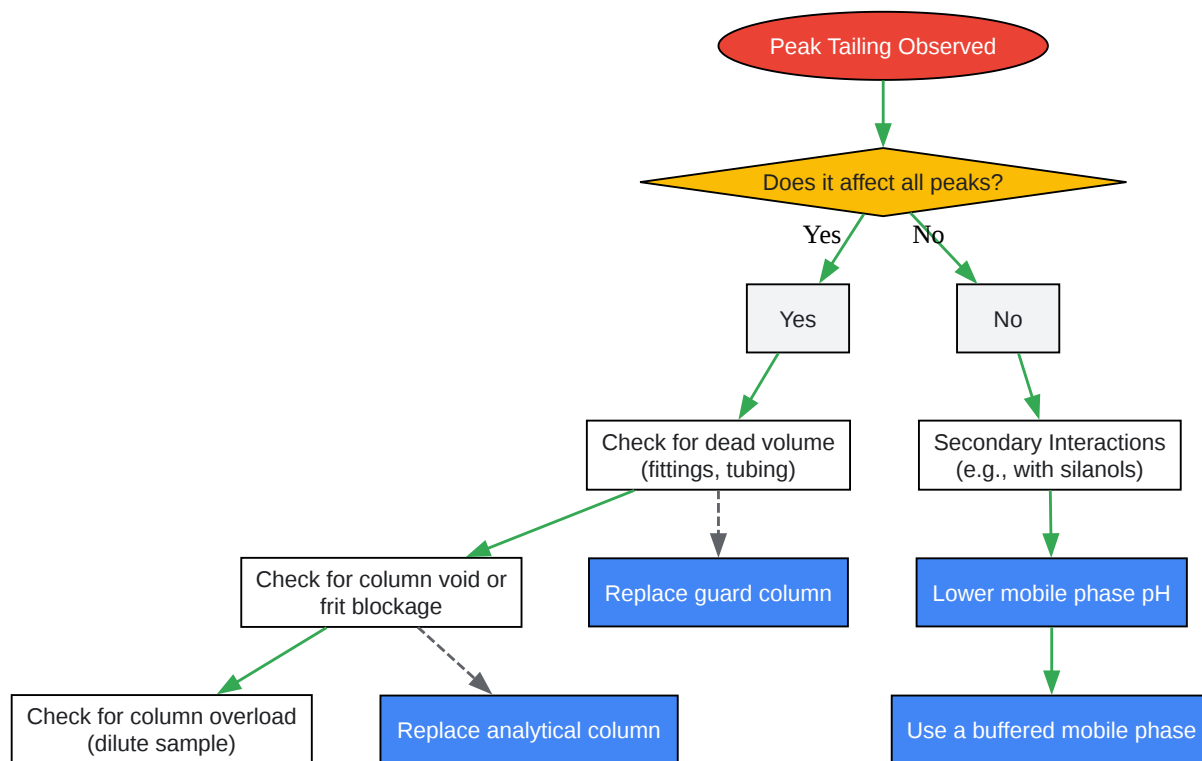 Peak Tailing Observed
Does it affect all peaks?
Yes
No
Yes
No
Check for dead volume
(fittings, tubing)
Secondary Interactions
(e.g., with silanols)
Check for column void or
frit blockage
Replace guard column
Lower mobile phase pH
Check for column overload
(dilute sample)
Replace analytical column
Use a buffered mobile phase